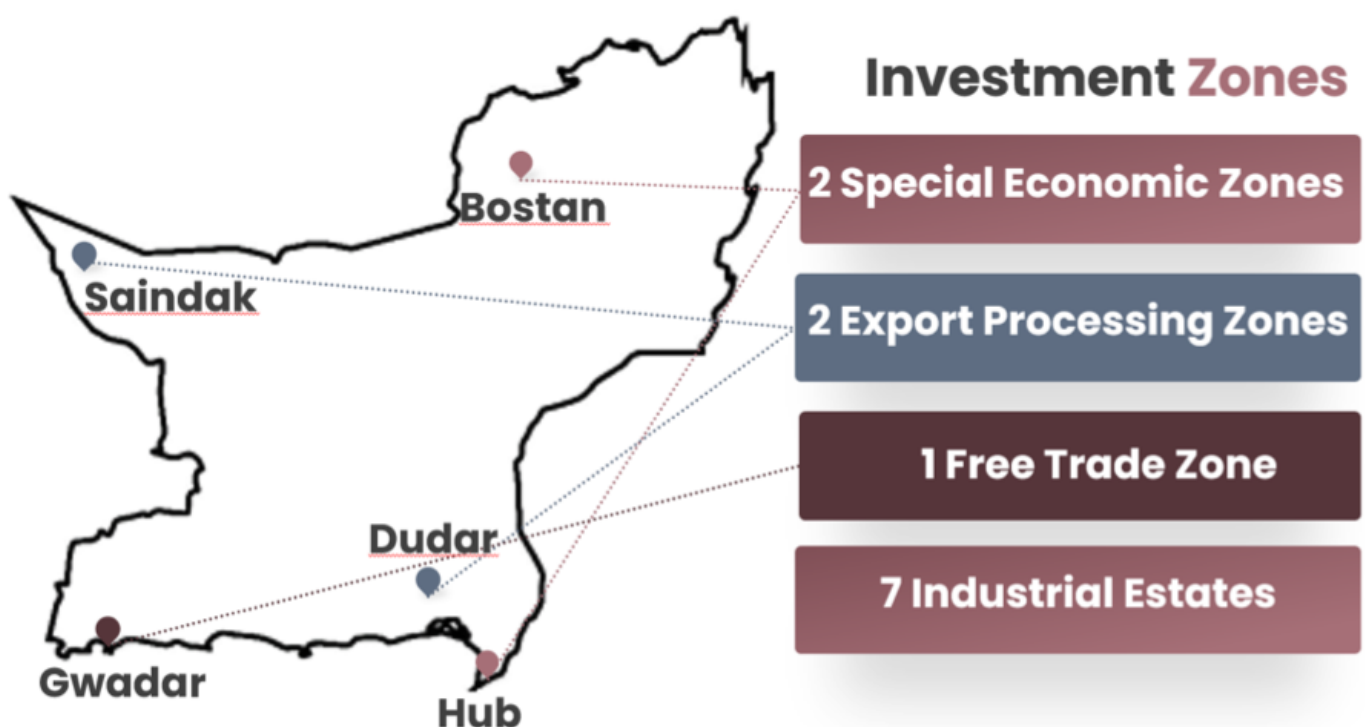 Investment Zones
Bostan
2 Special Economic Zones
Saindak
2 Export Processing Zones
1 Free Trade Zone
Dudar
7 Industrial Estates
Gwadar
Hub